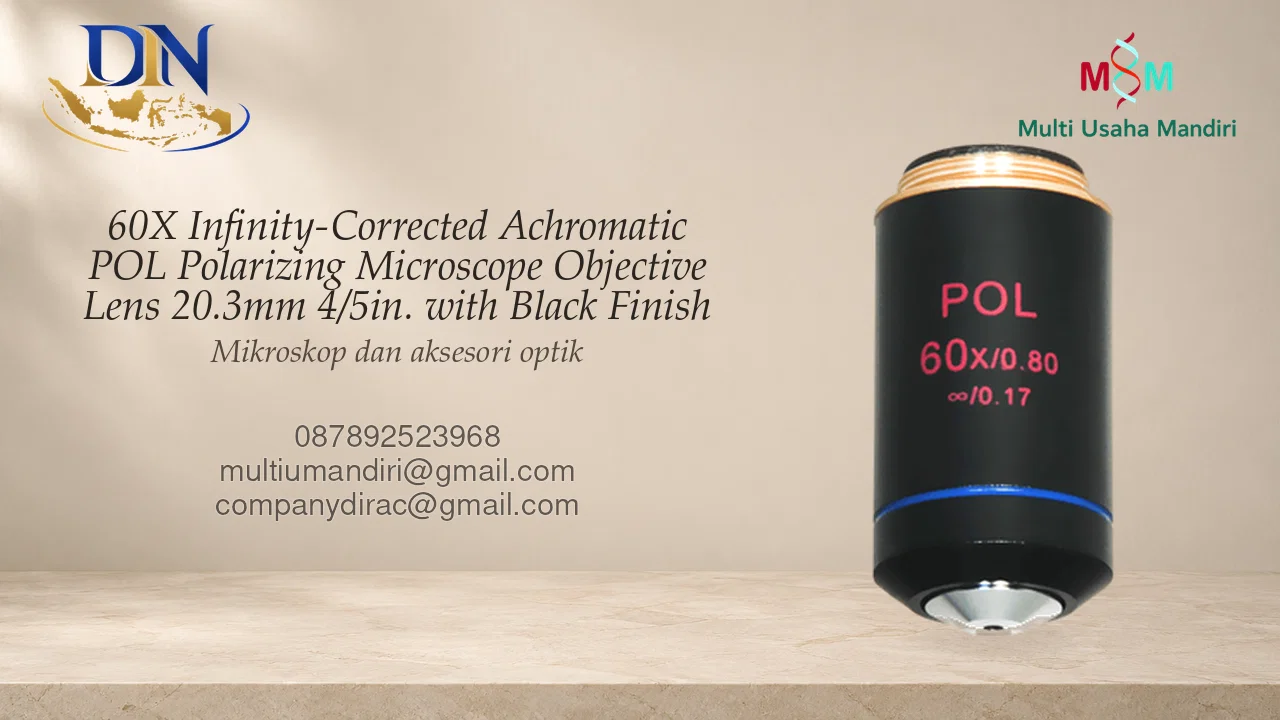 DIN
M M
Multi Usaha Mandiri
60X Infinity-Corrected Achromatic
POL Polarizing Microscope Objective
Lens 20.3mm 4/5in. with Black Finish
Mikroskop dan aksesori optik
087892523968
multiumandiri@gmail.com
companydirac@gmail.com
POL
60X/0.80
∞/0.17